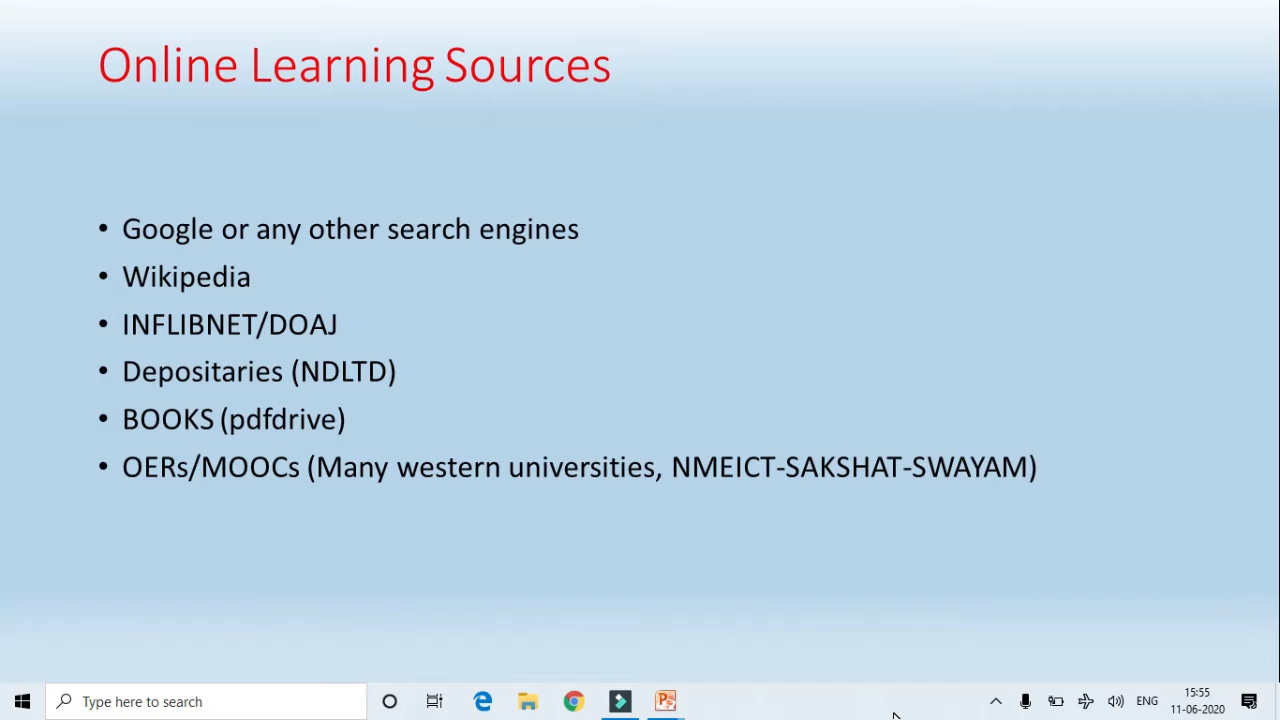 Online Learning Sources
• Google or any other search engines
• Wikipedia
• INFLIBNET/DOAJ
• Depositaries (NDLTD)
• BOOKS (pdfdrive)
• OERs/MOOCs (Many western universities, NMEICT-SAKSHAT-SWAYAM)
Type here to search
ENG
15:55
11-06-2020